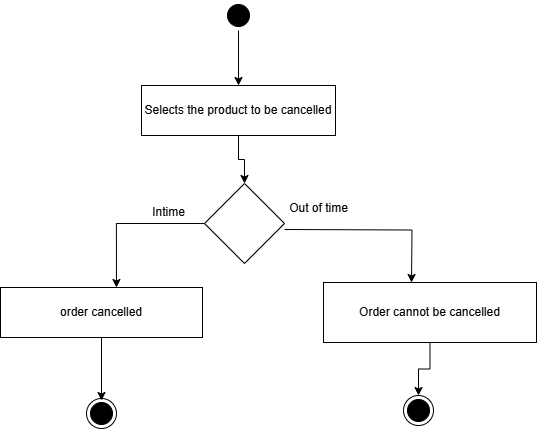 Selects the product to be cancelled
Out of time
Intime
order cancelled
Order cannot be cancelled